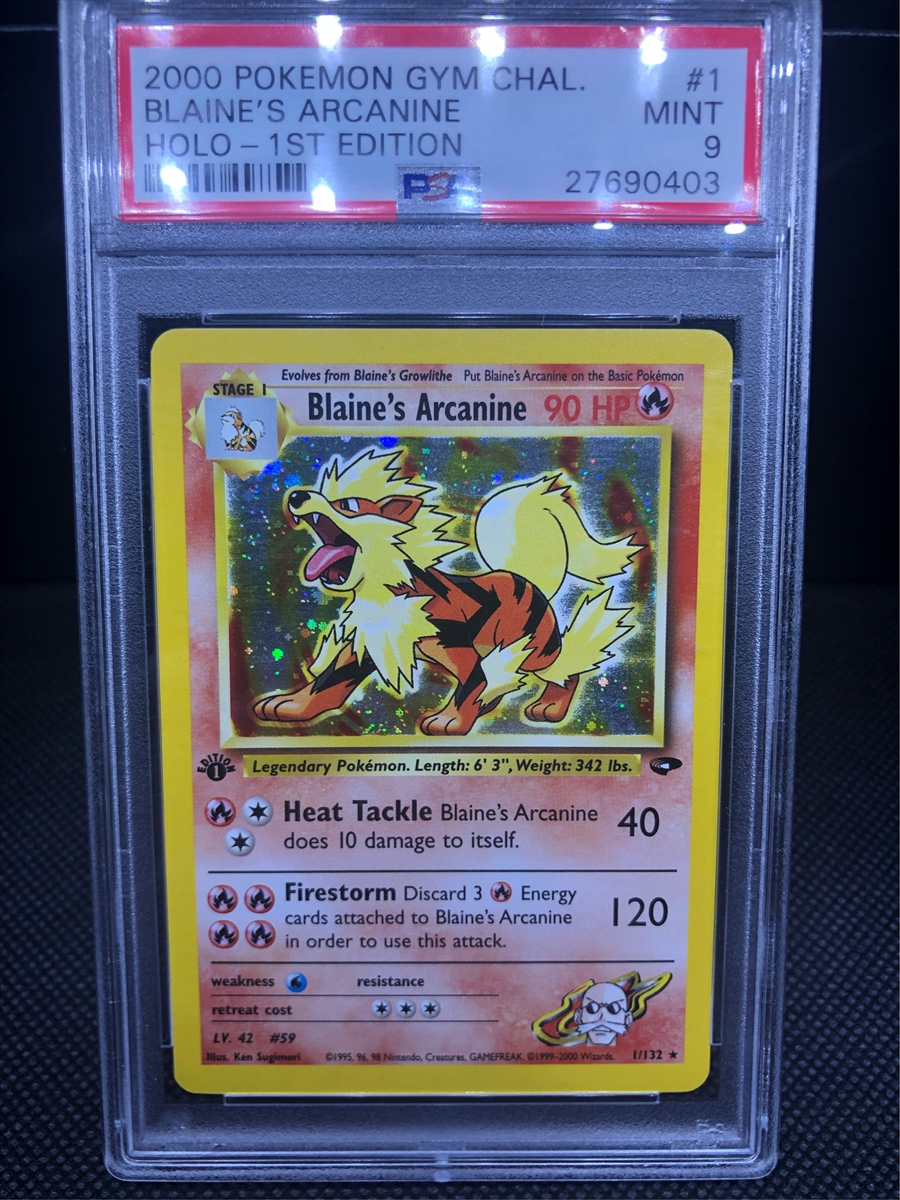 2000 POKEMON GYM CHAL. #1
BLAINE'S ARCANINE MINT
HOLO - 1ST EDITION 9
PSA 27690403
Evolves from Blaine's Growlithe Put Blaine's Arcanine on the Basic Pokémon
STAGE 1
Blaine's Arcanine 90 HP
EDITION 1
Legendary Pokémon. Length: 6' 3", Weight: 342 lbs.
Heat Tackle Blaine's Arcanine 40
does 10 damage to itself.
Firestorm Discard 3 Energy
cards attached to Blaine's Arcanine 120
in order to use this attack.
weakness resistance
retreat cost
LV. 42 #59
Illus. Ken Sugimori ©1995, 96, 98 Nintendo, Creatures, GAMEFREAK. ©1999-2000 Wizards. 1/132 ★